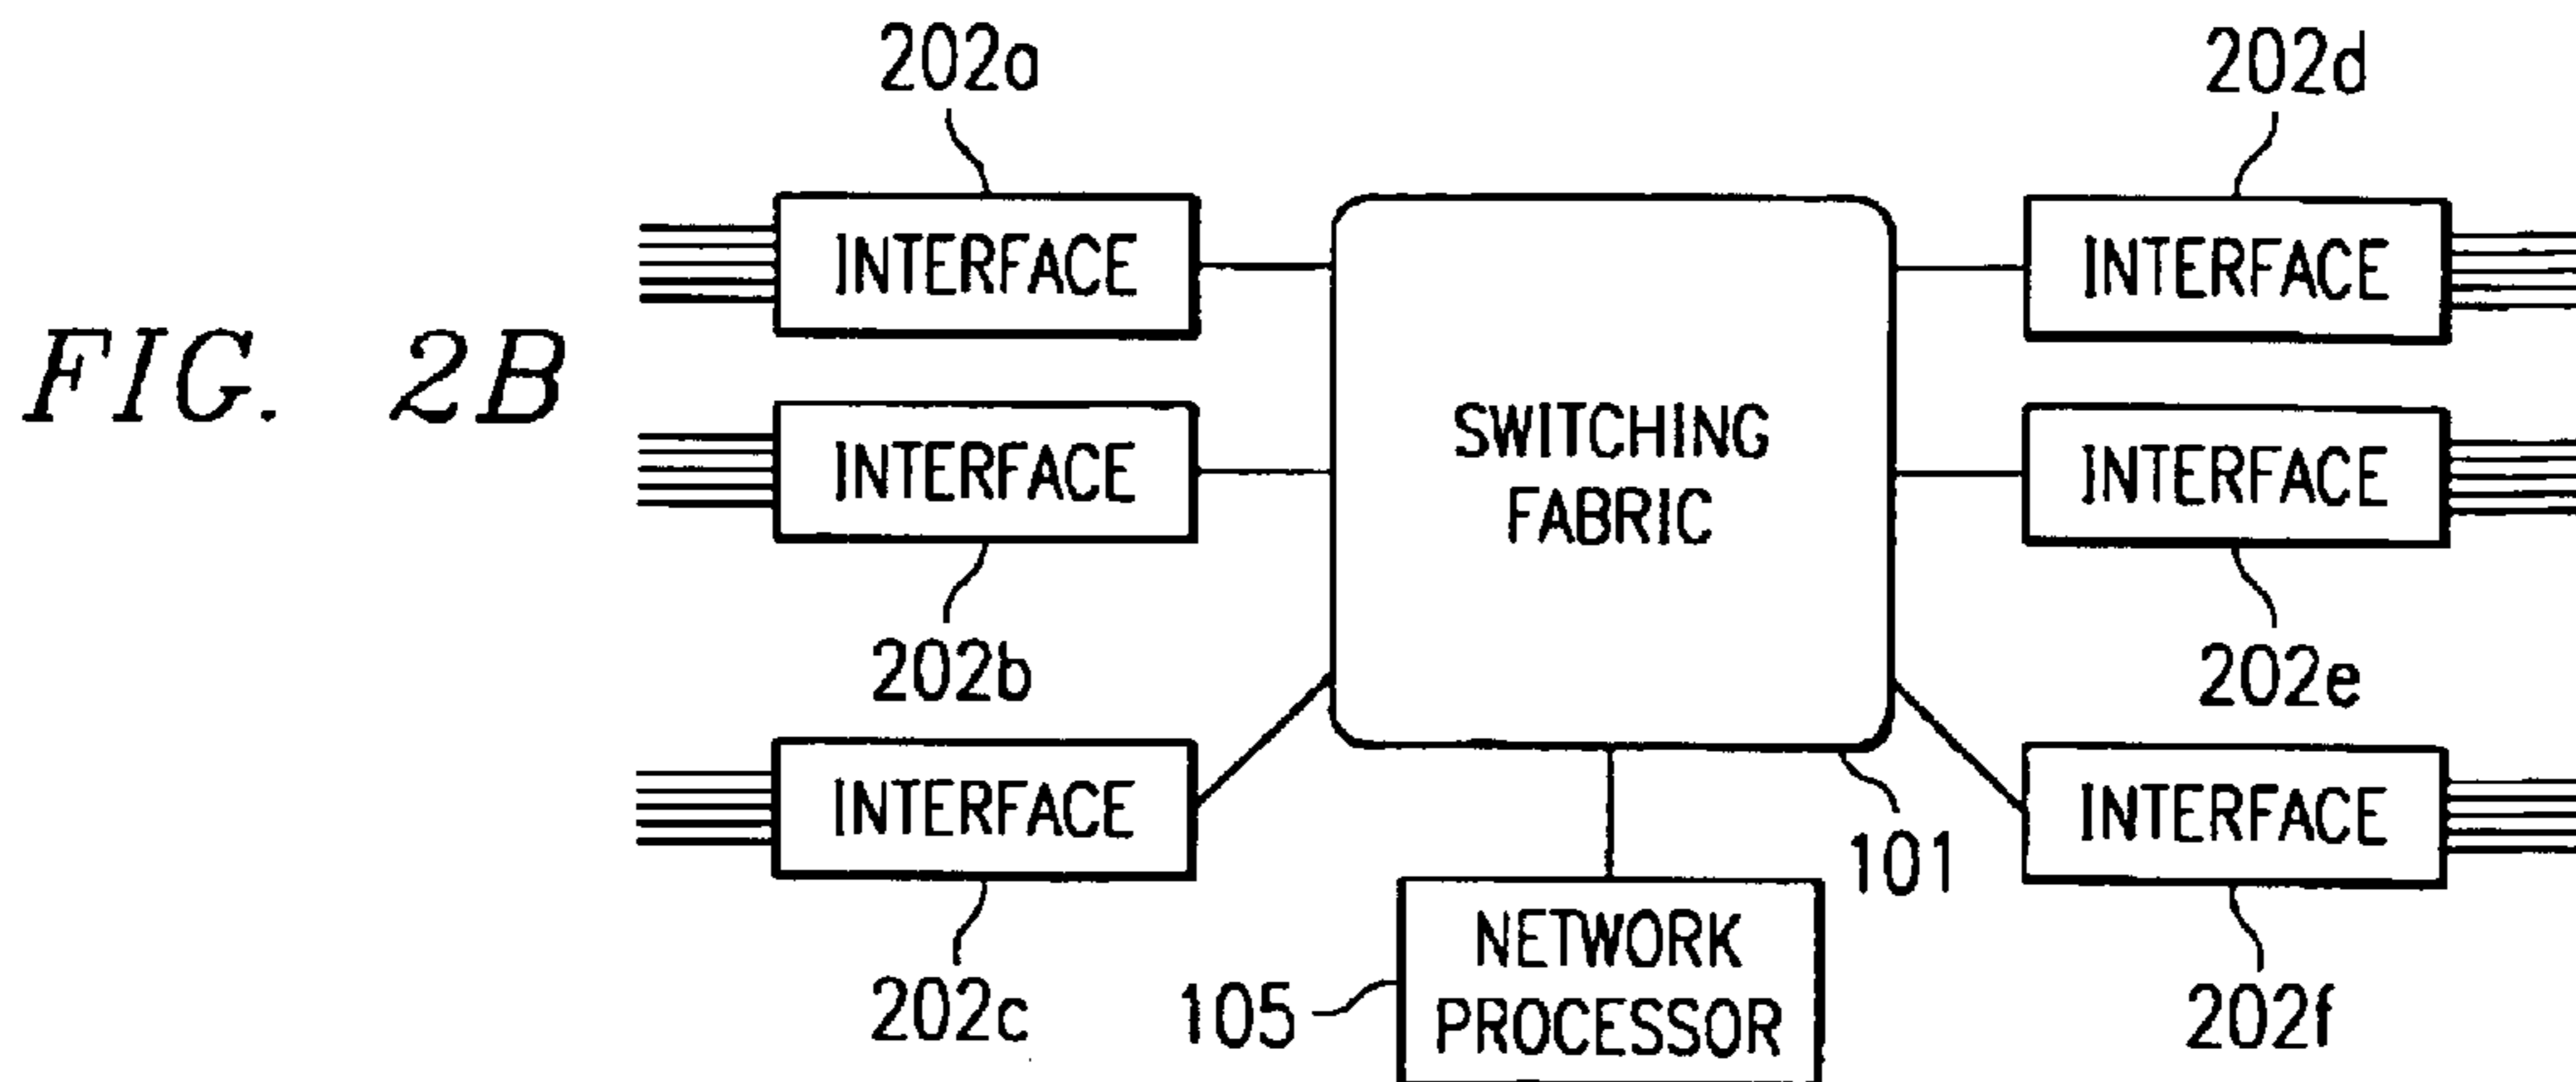 202a
202d
INTERFACE
INTERFACE
FIG. 2B
SWITCHING
FABRIC
INTERFACE
INTERFACE
202b
202e
INTERFACE
INTERFACE
101
NETWORK
PROCESSOR
105
202c
202f